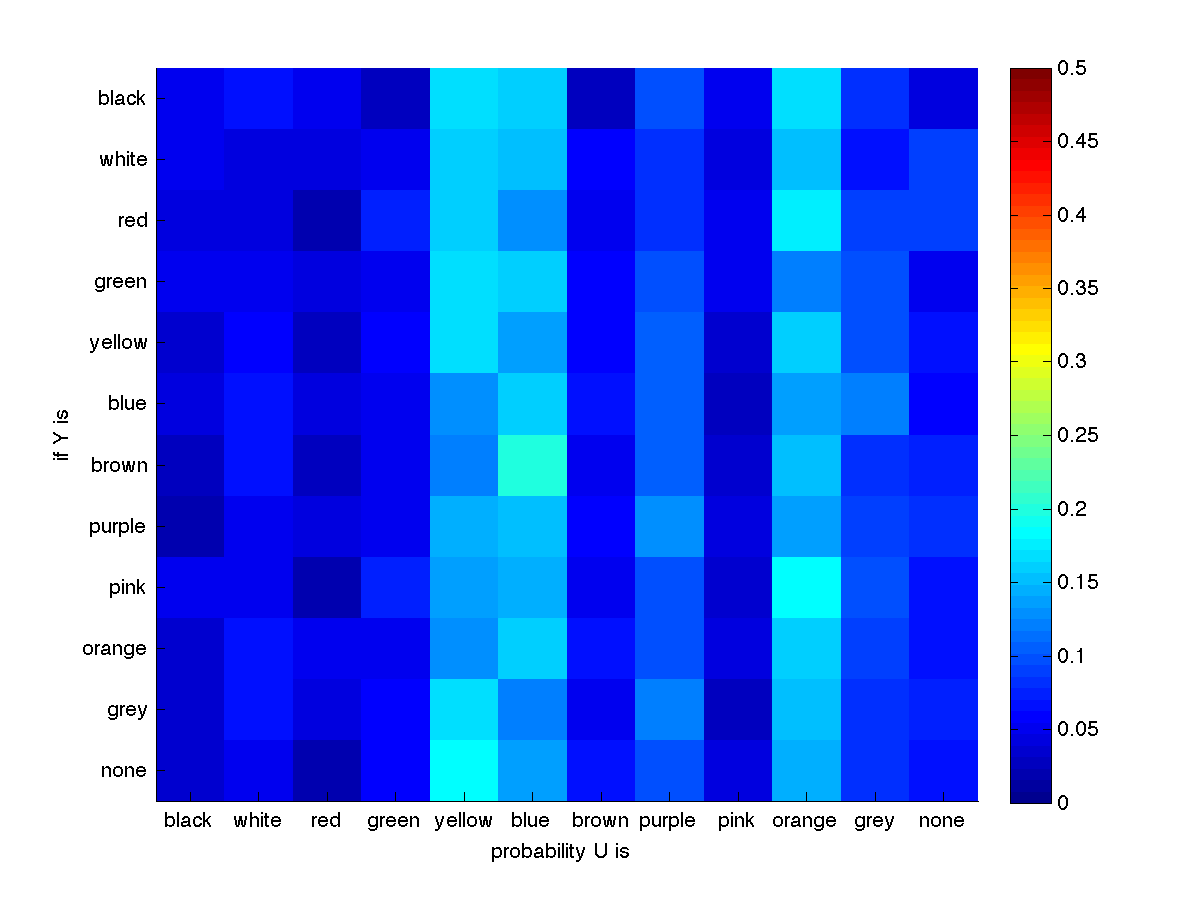 black
white
red
green
yellow
blue
brown
purple
pink
orange
grey
none
if Y is
black white red green yellow blue brown purple pink orange grey none
probability U is
0.5
0.45
0.4
0.35
0.3
0.25
0.2
0.15
0.1
0.05
0